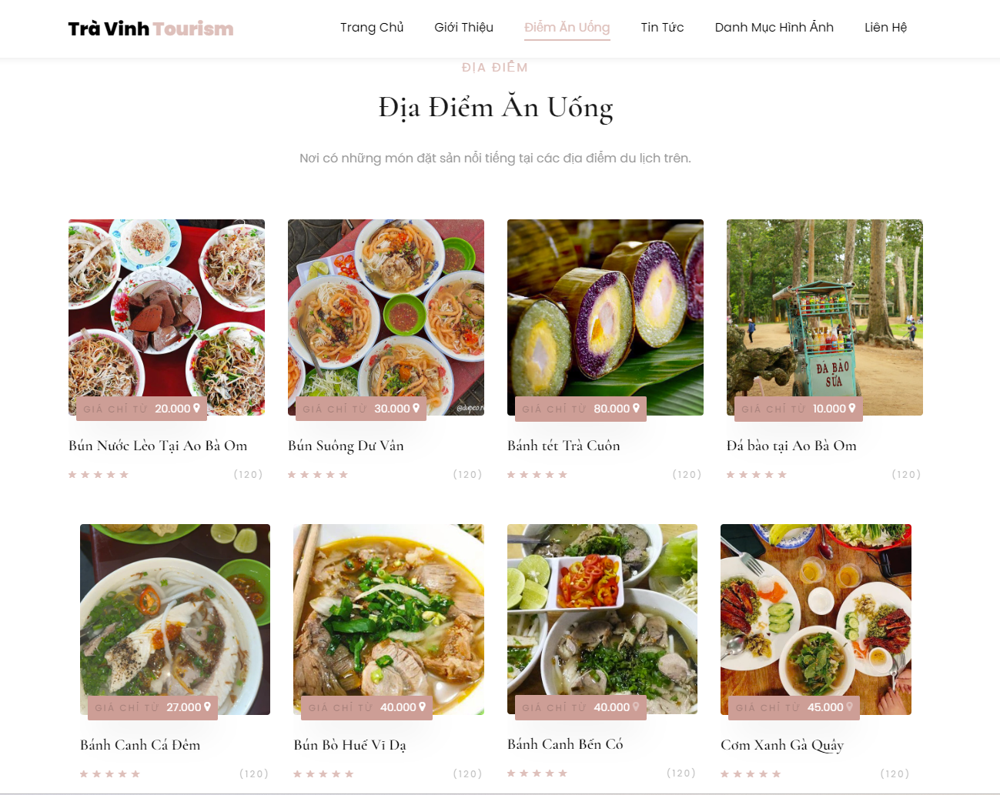 Trà Vinh Tourism
Trang Chủ Giới Thiệu Điểm Ăn Uống Tin Tức Danh Mục Hình Ảnh Liên Hệ
ĐỊA ĐIỂM
Địa Điểm Ăn Uống
Nơi có những món đặt sản nổi tiếng tại các địa điểm du lịch trên.
@dupeo.
ĐÁ BÀO
SỮA
GIÁ CHỈ TỪ 20.000
GIÁ CHỈ TỪ 30.000
GIÁ CHỈ TỪ 80.000
GIÁ CHỈ TỪ 10.000
Bún Nước Lèo Tại Ao Bà Om
Bún Suông Dư Vân
Bánh tét Trà Cuôn
Đá bào tại Ao Bà Om
(120)
(120)
(120)
(120)
GIÁ CHỈ TỪ 27.000
GIÁ CHỈ TỪ 40.000
GIÁ CHỈ TỪ 40.000
GIÁ CHỈ TỪ 45.000
Bánh Canh Cá Đêm
Bún Bò Huế Vĩ Dạ
Bánh Canh Bến Có
Cơm Xanh Gà Quây
(120)
(120)
(120)
(120)